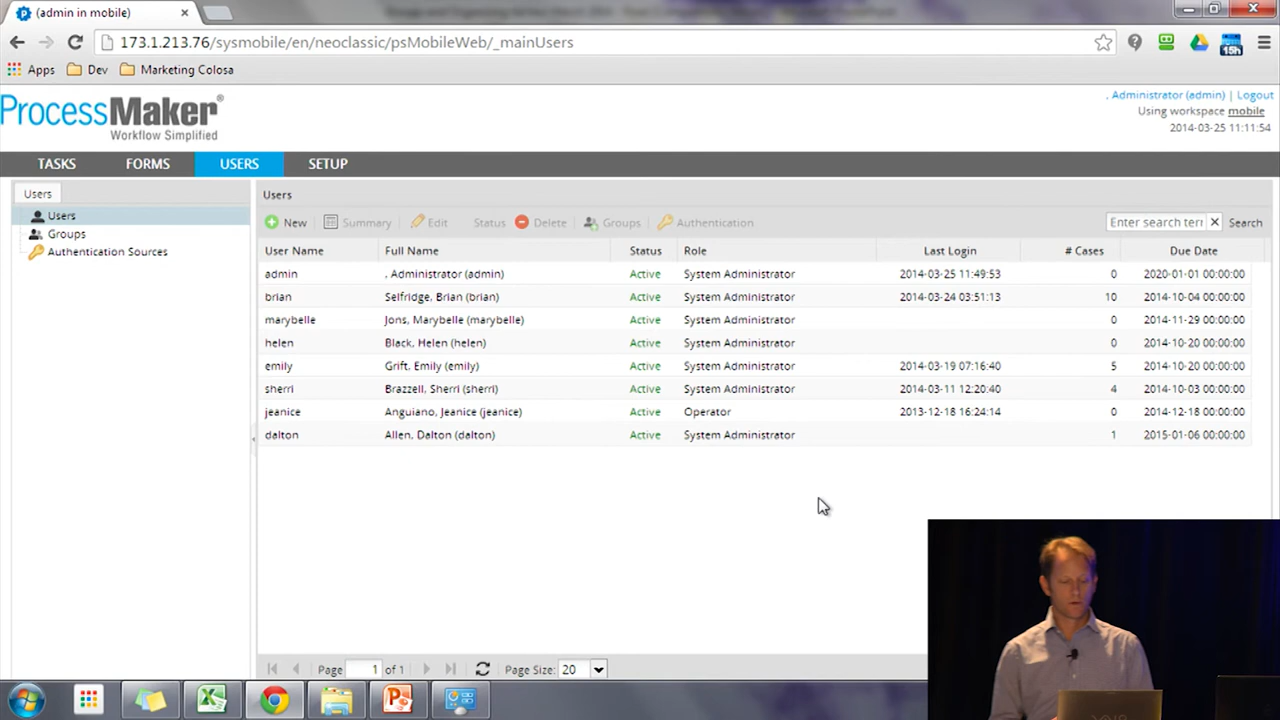 (admin in mobile)
173.1.213.76/sysmobile/en/neoclassic/psMobileWeb/_mainUsers
15h
Apps Dev Marketing Colosa
ProcessMaker
Workflow Simplified
. Administrator (admin) | Logout
Using workspace mobile
2014-03-25 11:11:54
TASKS FORMS USERS SETUP
Users
Users
Groups
Authentication Sources
Users
New Summary Edit Status Delete Groups Authentication Enter search terr Search
User Name Full Name Status Role Last Login # Cases Due Date
admin . Administrator (admin) Active System Administrator 2014-03-25 11:49:53 0 2020-01-01 00:00:00
brian Selfridge, Brian (brian) Active System Administrator 2014-03-24 03:51:13 10 2014-10-04 00:00:00
marybelle Jons, Marybelle (marybelle) Active System Administrator 0 2014-11-29 00:00:00
helen Black, Helen (helen) Active System Administrator 0 2014-10-20 00:00:00
emily Grift, Emily (emily) Active System Administrator 2014-03-19 07:16:40 5 2014-10-20 00:00:00
sherri Brazzell, Sherri (sherri) Active System Administrator 2014-03-11 12:20:40 4 2014-10-03 00:00:00
jeanice Anguiano, Jeanice (jeanice) Active Operator 2013-12-18 16:24:14 0 2014-12-18 00:00:00
dalton Allen, Dalton (dalton) Active System Administrator 1 2015-01-06 00:00:00
Page 1 of 1 Page Size: 20